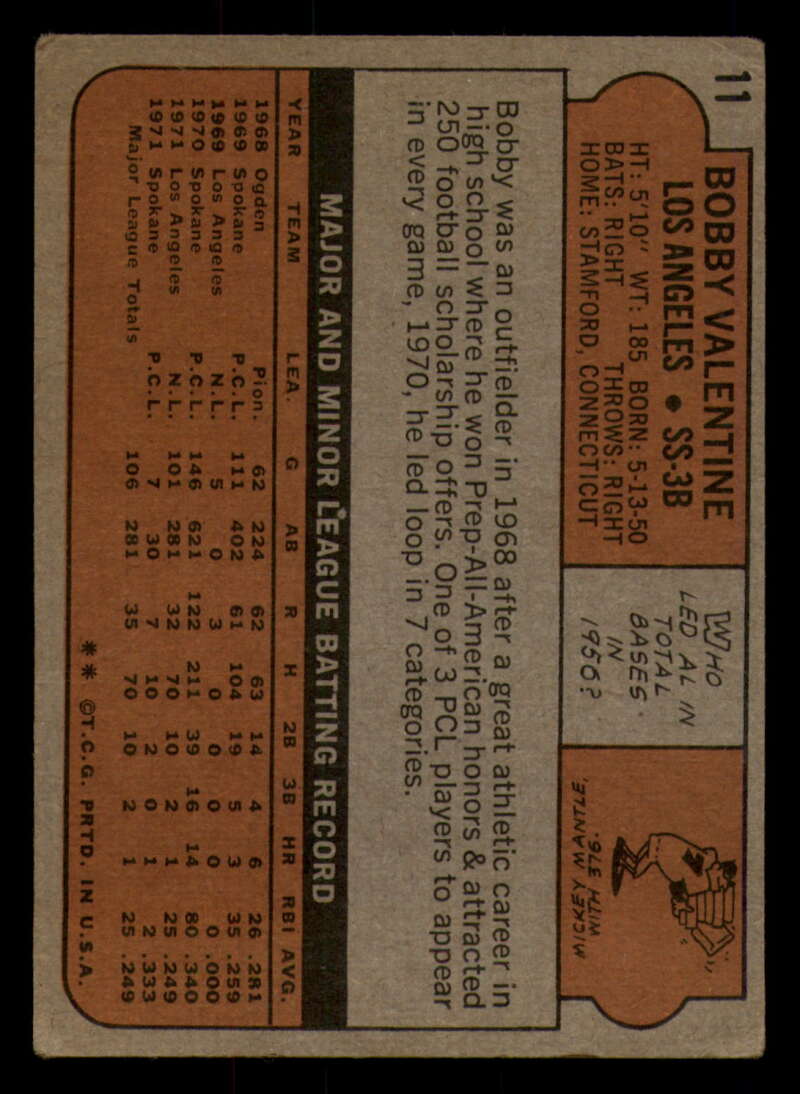 11
BOBBY VALENTINE
LOS ANGELES • SS-3B
HT: 5'10" WT: 185 BORN: 5-13-50
BATS: RIGHT THROWS: RIGHT
HOME: STAMFORD, CONNECTICUT
WHO
LED AL IN
TOTAL
BASES
IN
1956?
MICKEY MANTLE,
WITH 376.
Bobby was an outfielder in 1968 after a great athletic career in
high school where he won Prep-All-American honors & attracted
250 football scholarship offers. One of 3 PCL players to appear
in every game, 1970, he led loop in 7 categories.
MAJOR AND MINOR LEAGUE BATTING RECORD
YEAR TEAM LEA. G AB R H 2B 3B HR RBI AVG.
1968 Ogden Pion. 62 224 62 63 14 4 6 26 .281
1969 Spokane P.C.L. 111 402 61 104 19 5 3 35 .259
1969 Los Angeles N.L. 5 0 3 0 0 0 0 0 .000
1970 Spokane P.C.L. 146 621 122 211 39 16 14 80 .340
1971 Los Angeles N.L. 101 281 32 70 10 2 1 25 .249
1971 Spokane P.C.L. 7 30 7 10 2 0 1 2 .333
Major League Totals 106 281 35 70 10 2 1 25 .249
** ©T.C.G. PRTD. IN U.S.A.